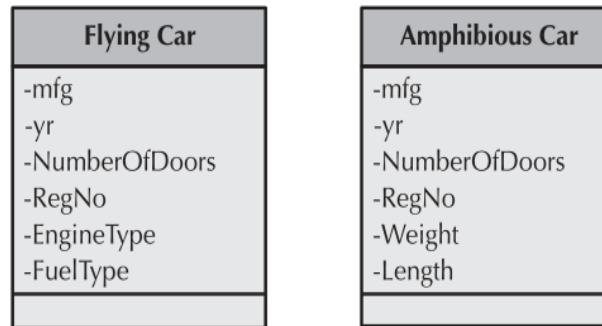 Flying Car
-mfg
-yr
-NumberOfDoors
-RegNo
-EngineType
-FuelType
Amphibious Car
-mfg
-yr
-NumberOfDoors
-RegNo
-Weight
-Length